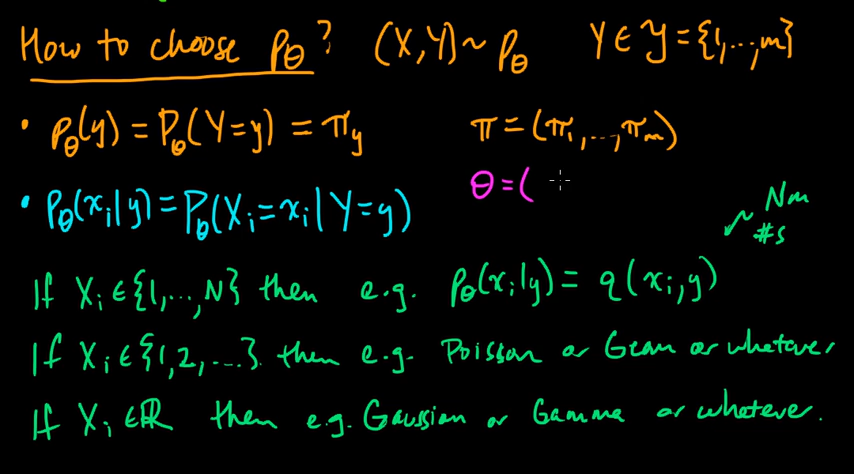 How to choose pθ? (X,Y) ~ pθ Y ∈ 𝒴 = {1,...,m}
• pθ(y) = Pθ(Y=y) = πy π = (π1,...,πm)
• pθ(xi|y) = Pθ(Xi=xi | Y=y) θ = (
Nm #s
If Xi ∈ {1,...,N} then e.g. pθ(xi|y) = q(xi,y)
If Xi ∈ {1,2,...} then e.g. Poisson or Geom or whatever
If Xi ∈ ℝ then e.g. Gaussian or Gamma or whatever.